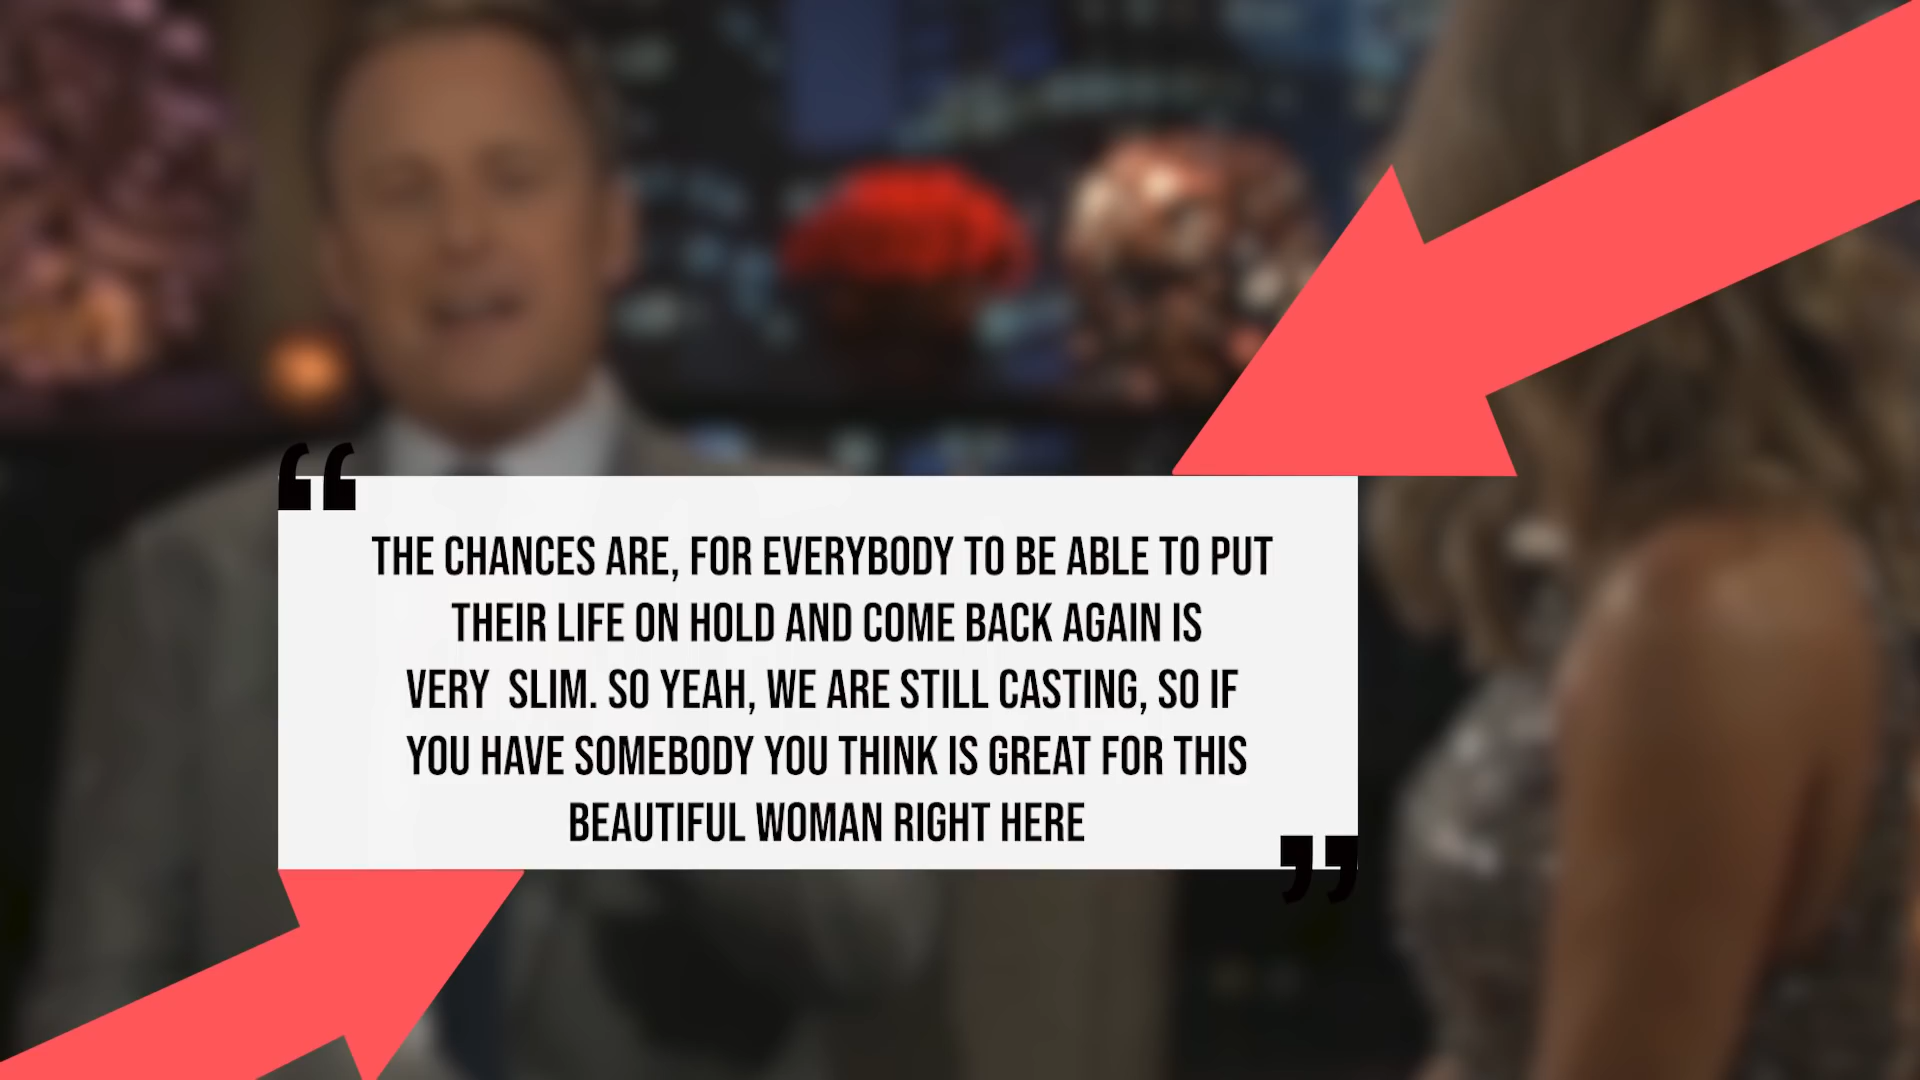 “
THE CHANCES ARE, FOR EVERYBODY TO BE ABLE TO PUT
THEIR LIFE ON HOLD AND COME BACK AGAIN IS
VERY  SLIM. SO YEAH, WE ARE STILL CASTING, SO IF
YOU HAVE SOMEBODY YOU THINK IS GREAT FOR THIS
BEAUTIFUL WOMAN RIGHT HERE
”